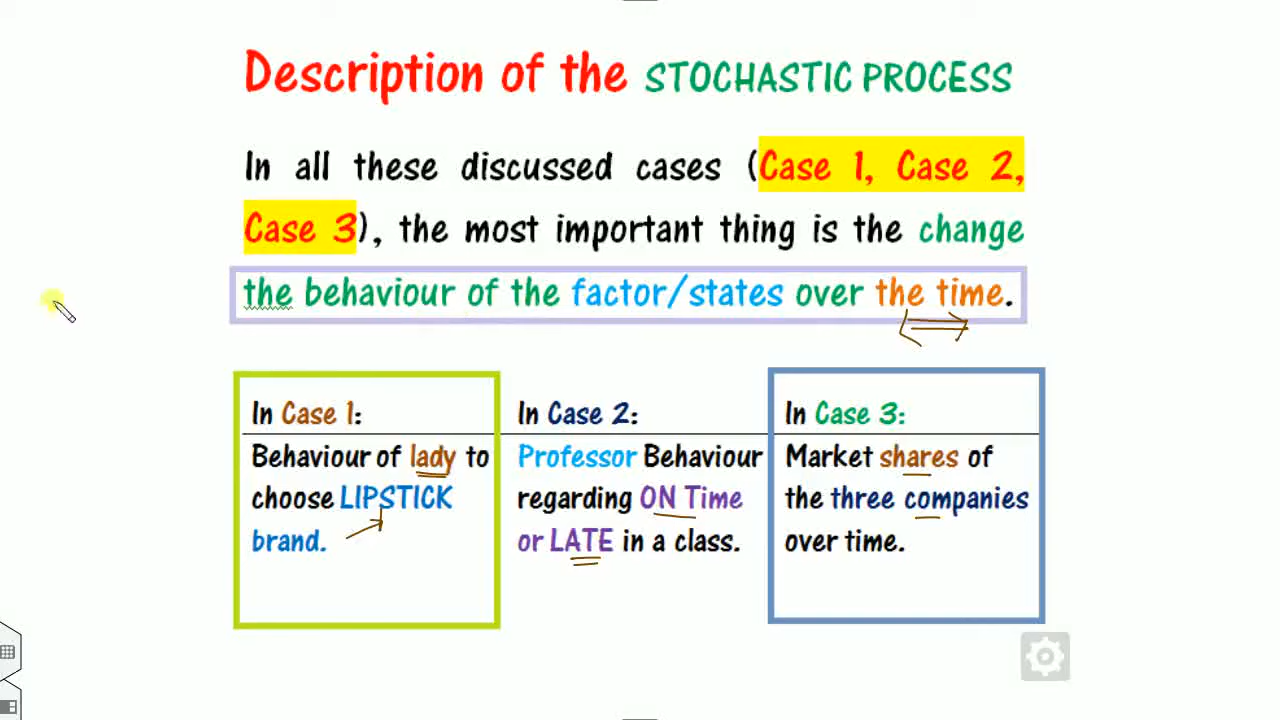 Description of the STOCHASTIC PROCESS
In all these discussed cases (Case 1, Case 2,
Case 3), the most important thing is the change
the behaviour of the factor/states over the time.
In Case 1:
Behaviour of lady to
choose LIPSTICK
brand.
In Case 2:
Professor Behaviour
regarding ON Time
or LATE in a class.
In Case 3:
Market shares of
the three companies
over time.